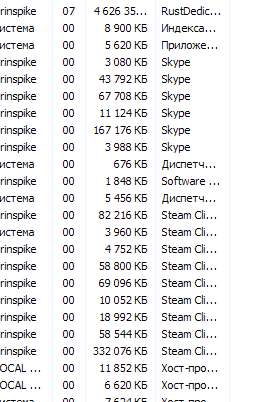 rinspike 07 4 626 35... RustDedic...
истема 00 8 900 КБ Индекса...
истема 00 5 620 КБ Приложе...
rinspike 00 3 080 КБ Skype
rinspike 00 43 792 КБ Skype
rinspike 00 67 708 КБ Skype
rinspike 00 11 124 КБ Skype
rinspike 00 167 176 КБ Skype
rinspike 00 3 988 КБ Skype
истема 00 676 КБ Диспетч...
rinspike 00 1 848 КБ Software ...
истема 00 5 456 КБ Диспетч...
rinspike 00 82 216 КБ Steam Cli...
истема 00 3 960 КБ Steam Cli...
rinspike 00 4 752 КБ Steam Cli...
rinspike 00 58 800 КБ Steam Cli...
rinspike 00 69 096 КБ Steam Cli...
rinspike 00 10 052 КБ Steam Cli...
rinspike 00 18 992 КБ Steam Cli...
rinspike 00 58 544 КБ Steam Cli...
rinspike 00 332 076 КБ Steam Cli...
OCAL ... 00 11 852 КБ Хост-про...
OCAL ... 00 6 620 КБ Хост-про...
истема 00 7 624 КБ Хост-про...